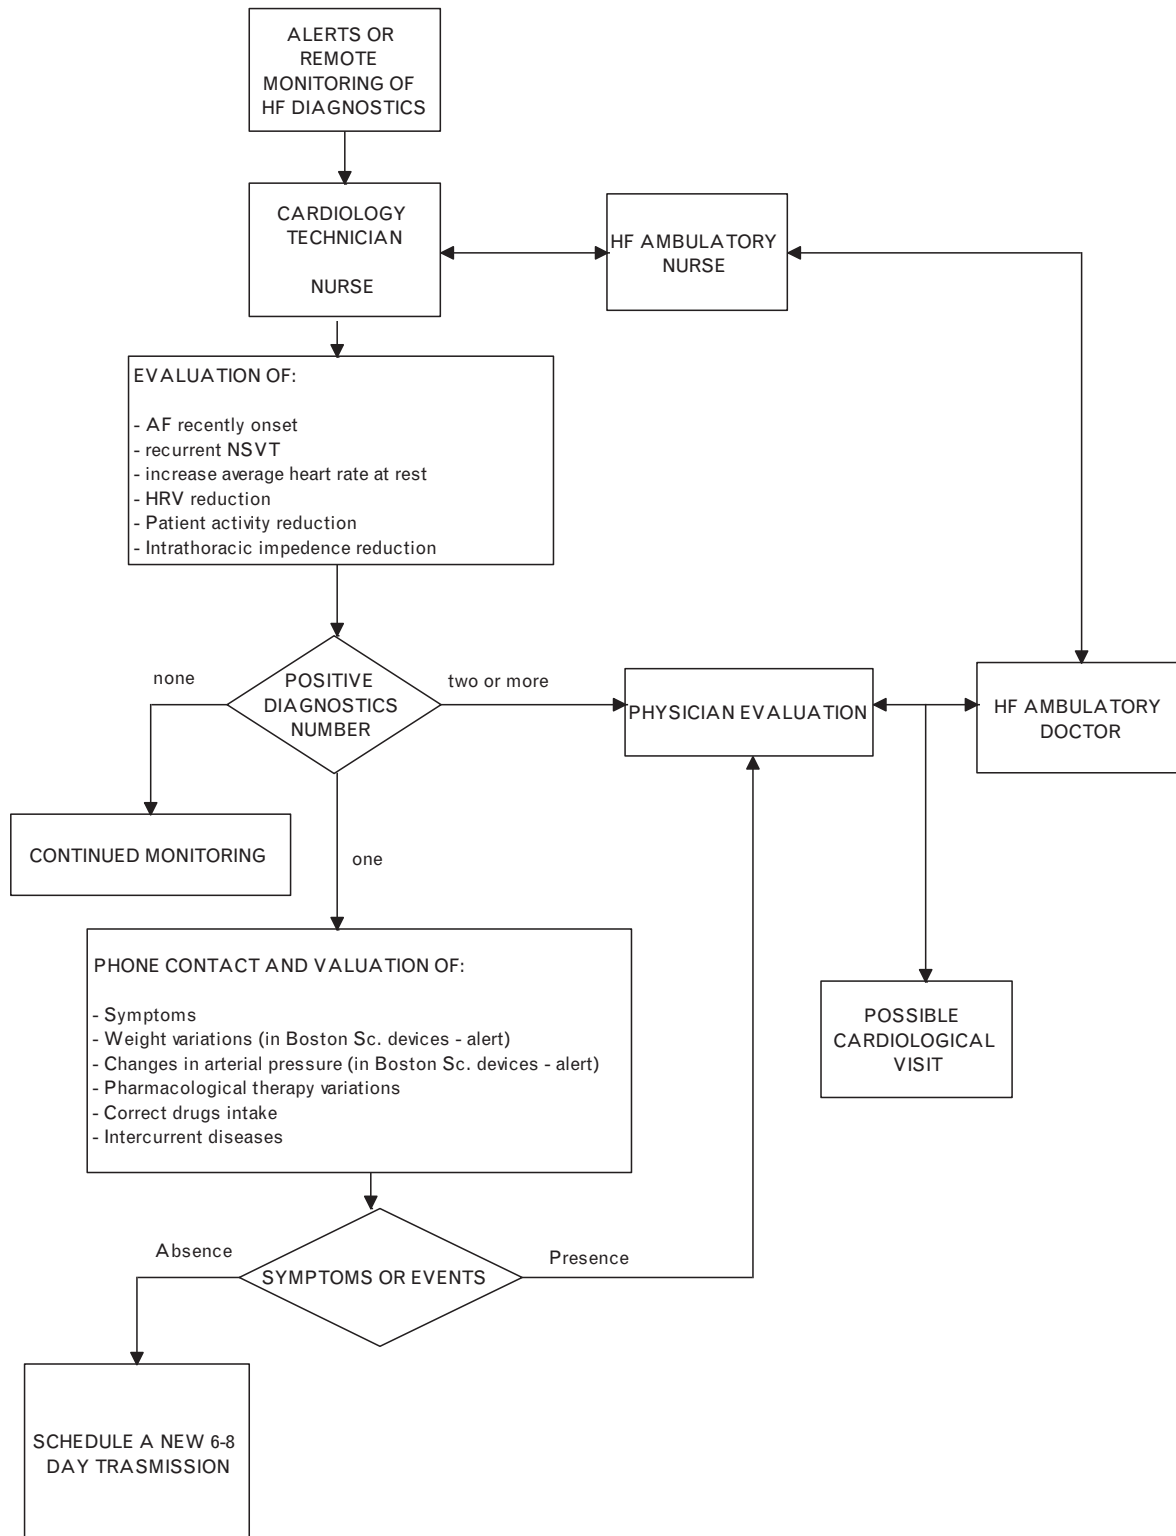 ALERTS OR
REMOTE
MONITORING OF
HF DIAGNOSTICS
CARDIOLOGY
TECHNICIAN
NURSE
HF AMBULATORY
NURSE
EVALUATION OF:
- AF recently onset
- recurrent NSVT
- increase average heart rate at rest
- HRV reduction
- Patient activity reduction
- Intrathoracic impedence reduction
none
POSITIVE
DIAGNOSTICS
NUMBER
two or more
PHYSICIAN EVALUATION
HF AMBULATORY
DOCTOR
CONTINUED MONITORING
one
PHONE CONTACT AND VALUATION OF:
- Symptoms
- Weight variations (in Boston Sc. devices - alert)
- Changes in arterial pressure (in Boston Sc. devices - alert)
- Pharmacological therapy variations
- Correct drugs intake
- Intercurrent diseases
POSSIBLE
CARDIOLOGICAL
VISIT
Absence
SYMPTOMS OR EVENTS
Presence
SCHEDULE A NEW 6-8
DAY TRASMISSION